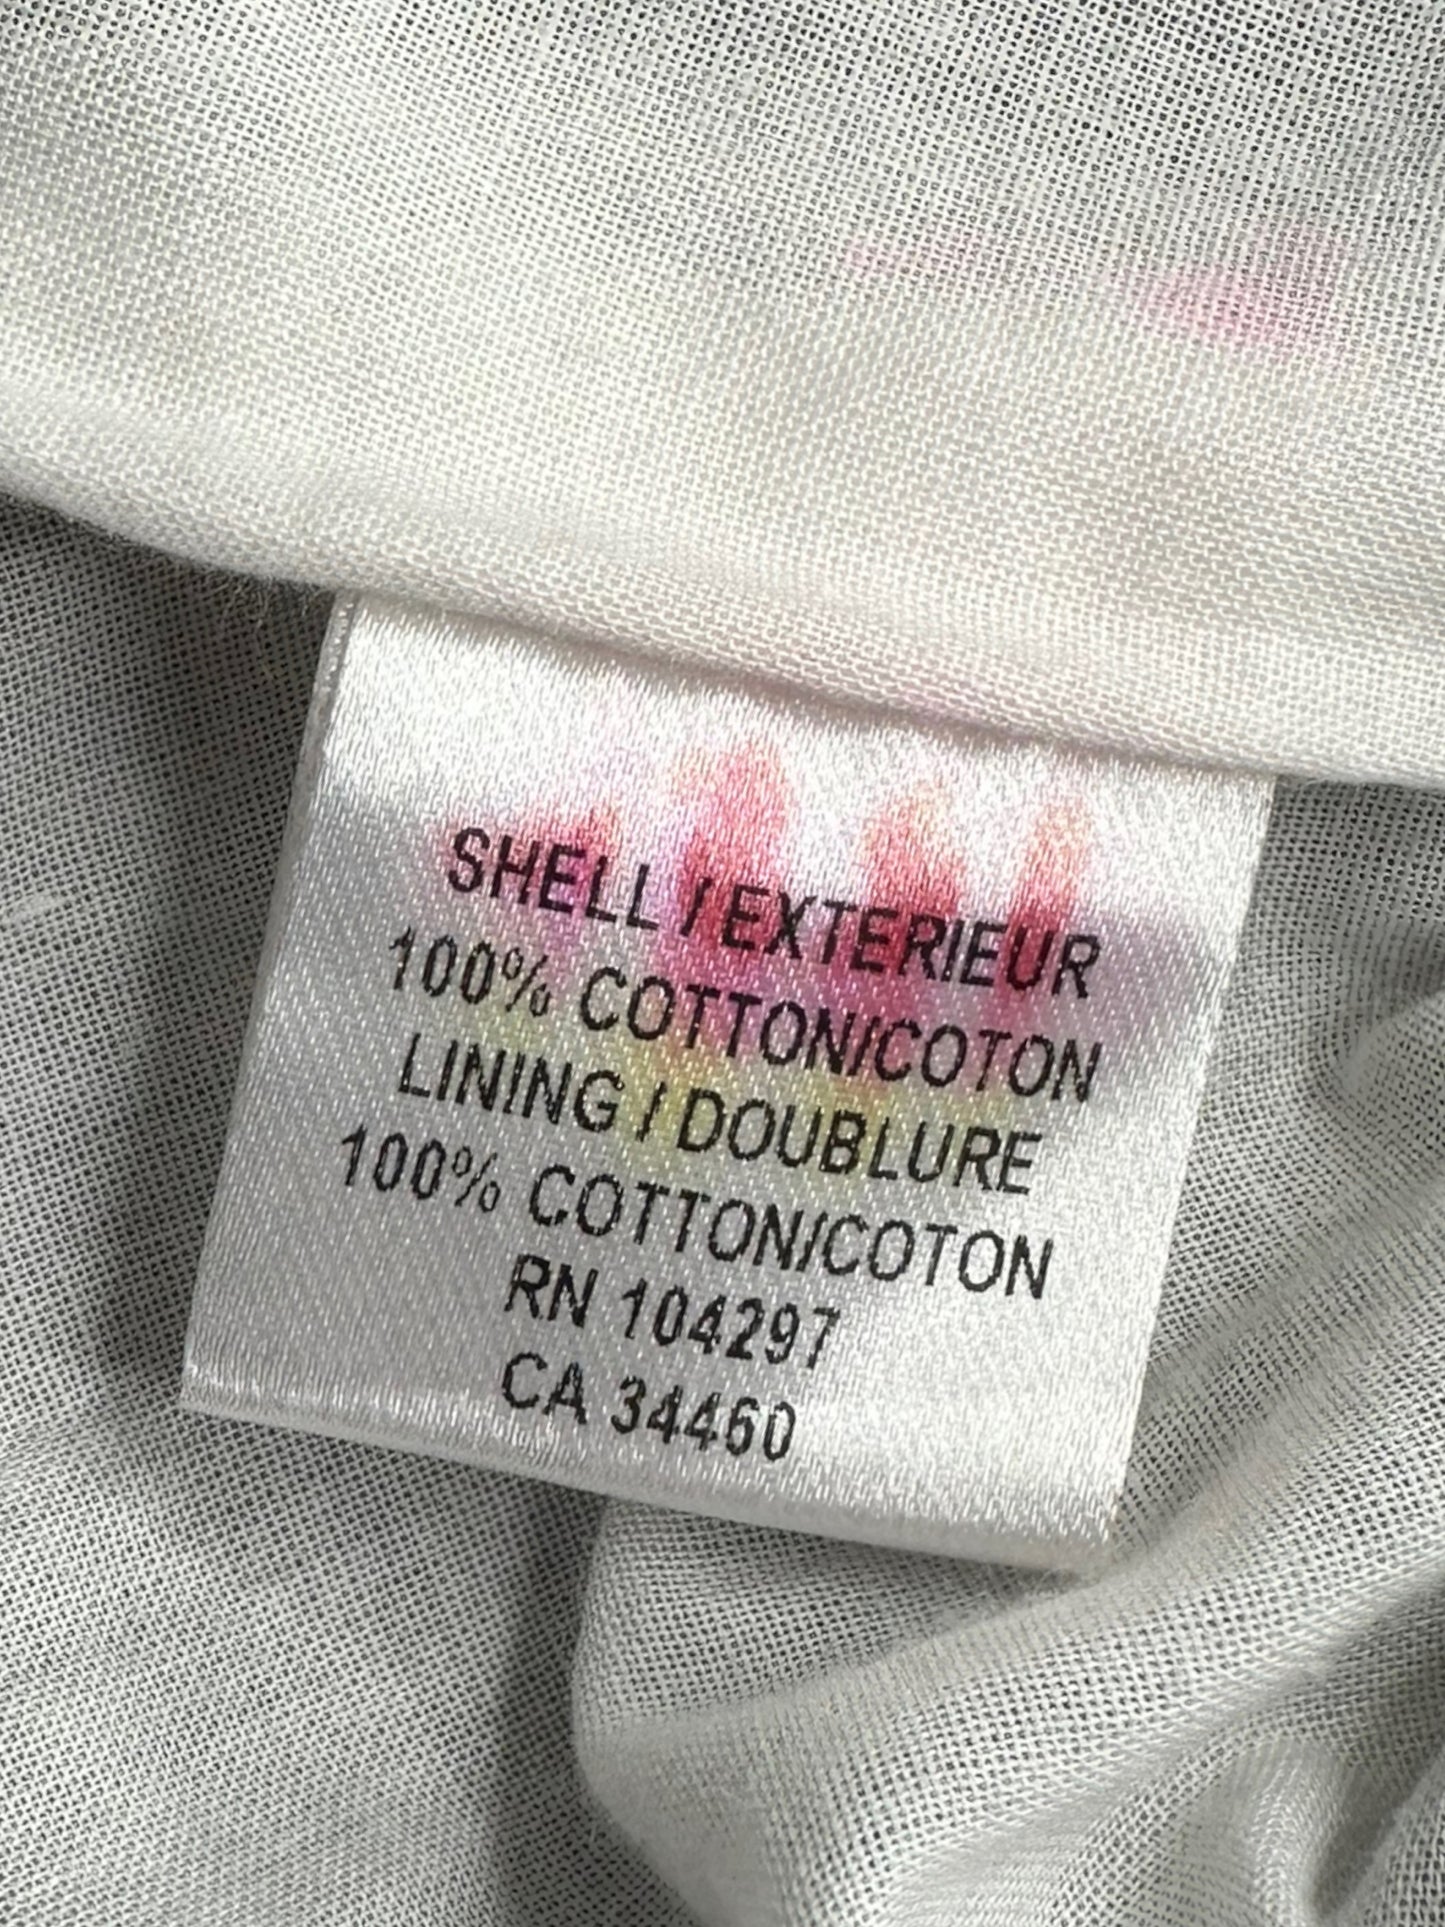 SHELL / EXTERIEUR
100% COTTON/COTON
LINING / DOUBLURE
100% COTTON/COTON
RN 104297
CA 34460